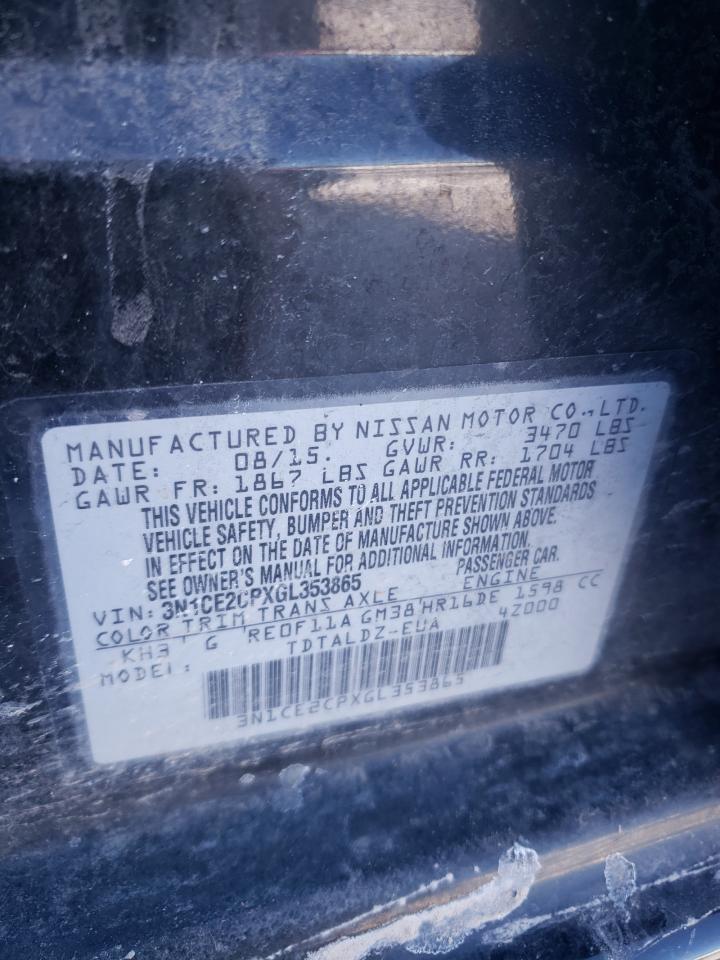 MANUFACTURED BY NISSAN MOTOR CO.,LTD.
DATE: 08/15. GVWR: 3470 LBS
GAWR FR: 1867 LBS GAWR RR: 1704 LBS
THIS VEHICLE CONFORMS TO ALL APPLICABLE FEDERAL MOTOR
VEHICLE SAFETY, BUMPER AND THEFT PREVENTION STANDARDS
IN EFFECT ON THE DATE OF MANUFACTURE SHOWN ABOVE.
SEE OWNER'S MANUAL FOR ADDITIONAL INFORMATION.
VIN: 3N1CE2CPXGL353865 PASSENGER CAR.
COLOR TRIM TRANS AXLE ENGINE
KH3 G RE0F11A GM38 HR16DE 1598 CC
MODEL: TDTALDZ-EUA 4Z000
3N1CE2CPXGL353865